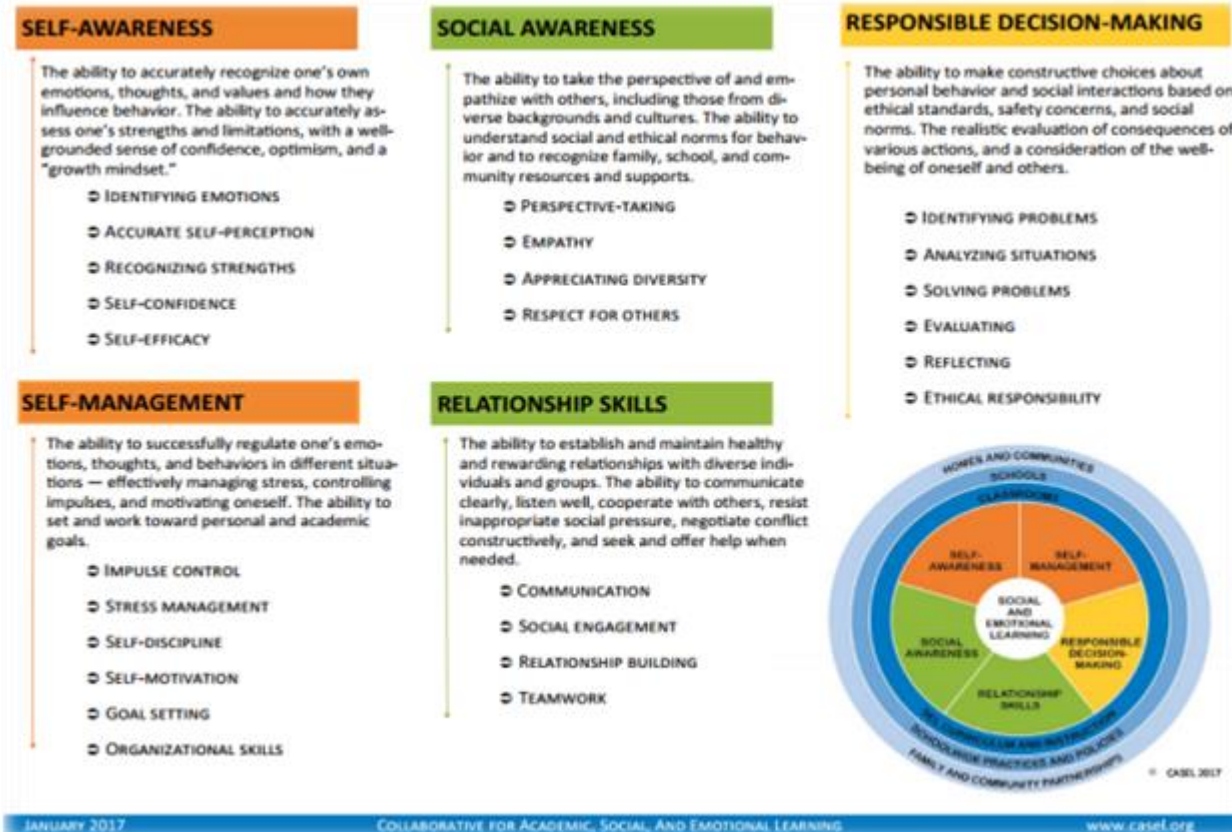 SELF-AWARENESS
The ability to accurately recognize one's own
emotions, thoughts, and values and how they
influence behavior. The ability to accurately as-
sess one's strengths and limitations, with a well-
grounded sense of confidence, optimism, and a
"growth mindset."
➲ IDENTIFYING EMOTIONS
➲ ACCURATE SELF-PERCEPTION
➲ RECOGNIZING STRENGTHS
➲ SELF-CONFIDENCE
➲ SELF-EFFICACY
SELF-MANAGEMENT
The ability to successfully regulate one's emo-
tions, thoughts, and behaviors in different situa-
tions — effectively managing stress, controlling
impulses, and motivating oneself. The ability to
set and work toward personal and academic
goals.
➲ IMPULSE CONTROL
➲ STRESS MANAGEMENT
➲ SELF-DISCIPLINE
➲ SELF-MOTIVATION
➲ GOAL SETTING
➲ ORGANIZATIONAL SKILLS
SOCIAL AWARENESS
The ability to take the perspective of and em-
pathize with others, including those from di-
verse backgrounds and cultures. The ability to
understand social and ethical norms for behav-
ior and to recognize family, school, and com-
munity resources and supports.
➲ PERSPECTIVE-TAKING
➲ EMPATHY
➲ APPRECIATING DIVERSITY
➲ RESPECT FOR OTHERS
RELATIONSHIP SKILLS
The ability to establish and maintain healthy
and rewarding relationships with diverse indi-
viduals and groups. The ability to communicate
clearly, listen well, cooperate with others, resist
inappropriate social pressure, negotiate conflict
constructively, and seek and offer help when
needed.
➲ COMMUNICATION
➲ SOCIAL ENGAGEMENT
➲ RELATIONSHIP BUILDING
➲ TEAMWORK
RESPONSIBLE DECISION-MAKING
The ability to make constructive choices about
personal behavior and social interactions based on
ethical standards, safety concerns, and social
norms. The realistic evaluation of consequences of
various actions, and a consideration of the well-
being of oneself and others.
➲ IDENTIFYING PROBLEMS
➲ ANALYZING SITUATIONS
➲ SOLVING PROBLEMS
➲ EVALUATING
➲ REFLECTING
➲ ETHICAL RESPONSIBILITY
HOMES AND COMMUNITIES
SCHOOLS
CLASSROOMS
SELF-
AWARENESS
SELF-
MANAGEMENT
SOCIAL
AND
EMOTIONAL
LEARNING
SOCIAL
AWARENESS
RESPONSIBLE
DECISION-
MAKING
RELATIONSHIP
SKILLS
SEL CURRICULUM AND INSTRUCTION
SCHOOLWIDE PRACTICES AND POLICIES
FAMILY AND COMMUNITY PARTNERSHIPS
© CASEL 2017
JANUARY 2017
COLLABORATIVE FOR ACADEMIC, SOCIAL, AND EMOTIONAL LEARNING
www.casel.org